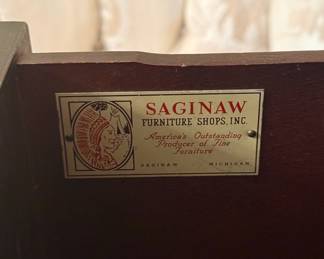 SAGINAW
FURNITURE SHOPS, INC.
America's Outstanding
Producer of Fine
Furniture
SAGINAW MICHIGAN